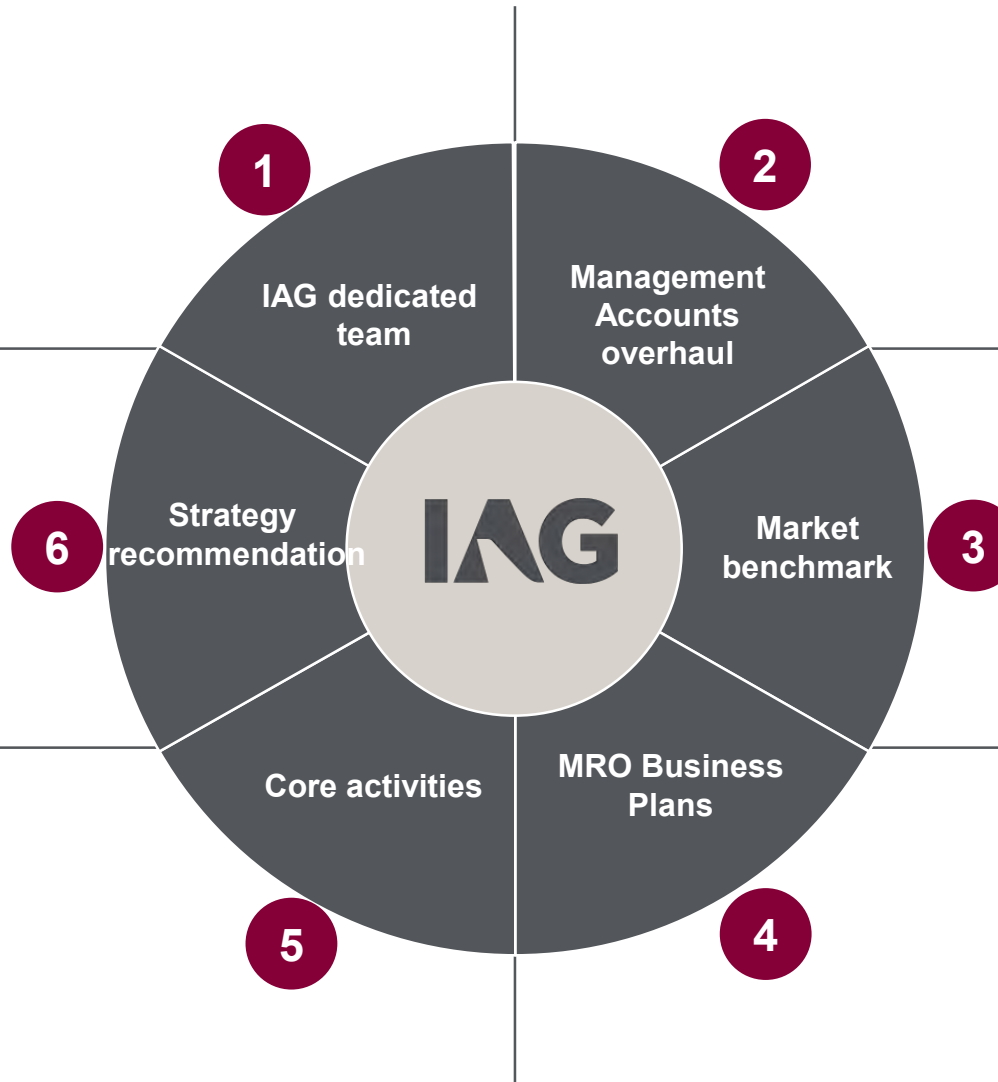 1
IAG dedicated
team
2
Management
Accounts
overhaul
3
Market
benchmark
4
MRO Business
Plans
5
Core activities
6
Strategy
recommendation
IAG